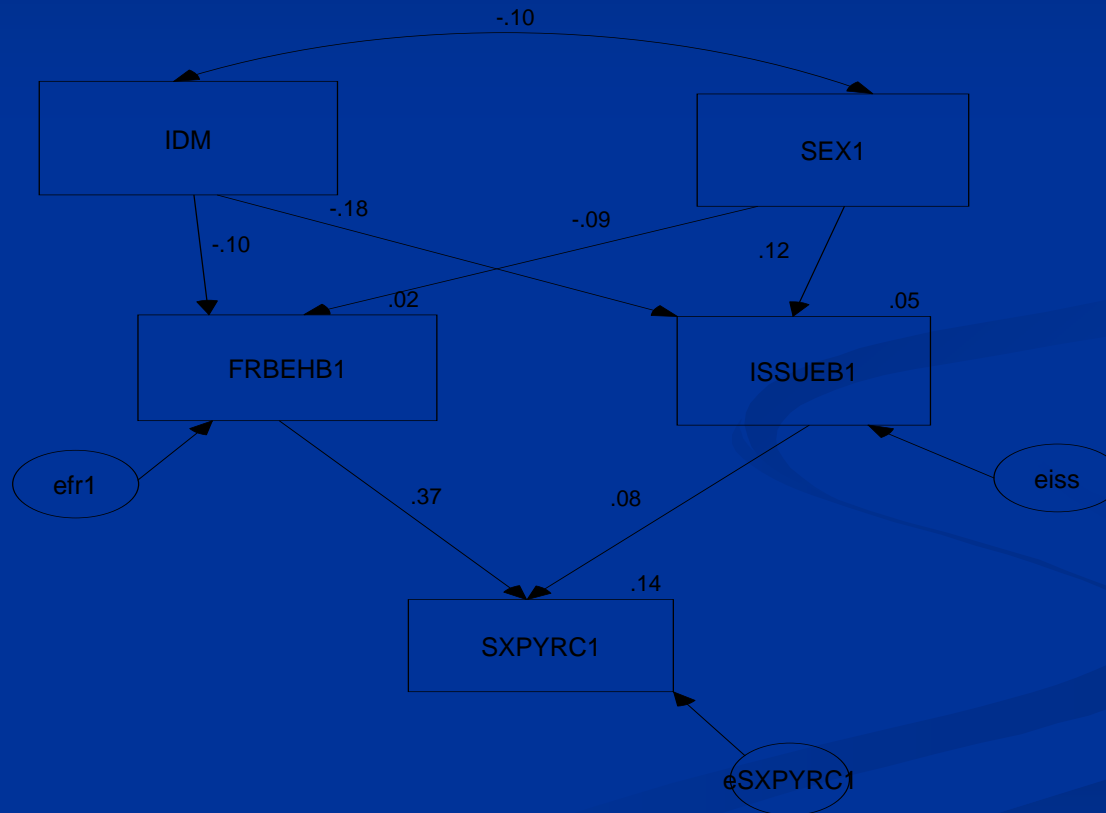 -.10
IDM
SEX1
-.18
-.09
-.10
.12
.02
.05
FRBEHB1
ISSUEB1
efr1
eiss
.37
.08
.14
SXPYRC1
eSXPYRC1